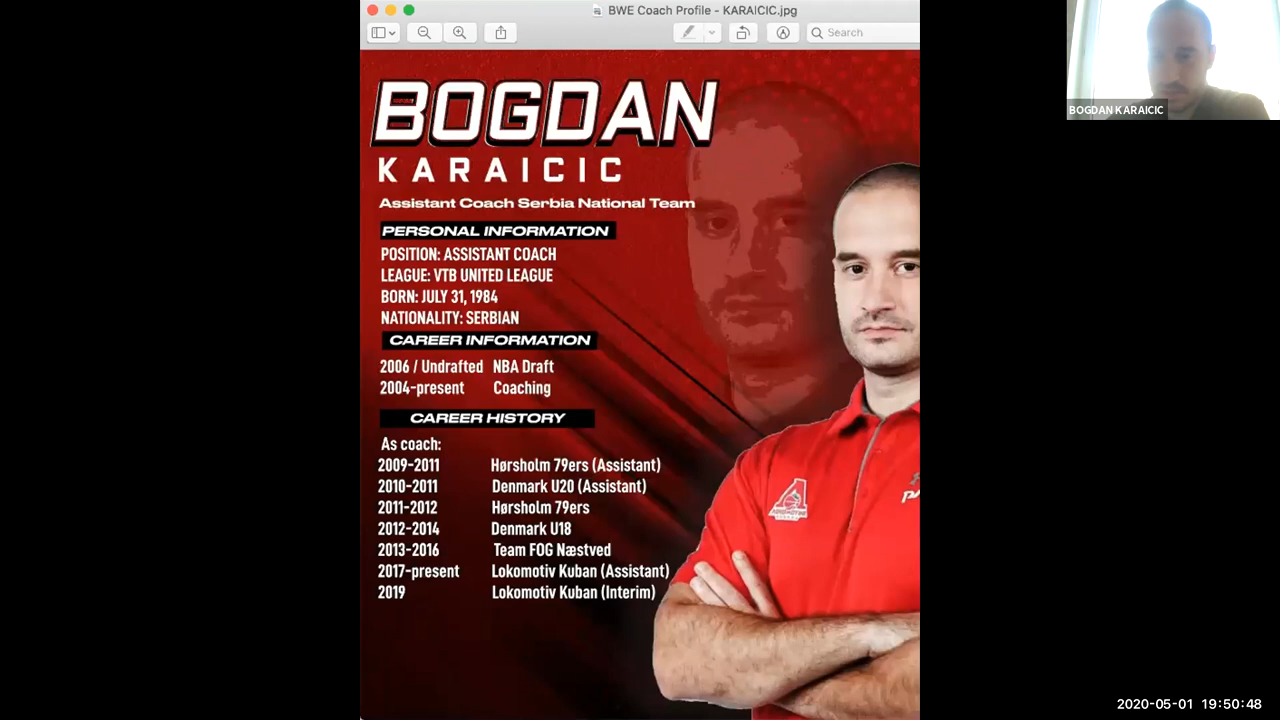 BWE Coach Profile - KARAICIC.jpg
Search
BOGDAN KARAICIC
BOGDAN
KARAICIC
Assistant Coach Serbia National Team
PERSONAL INFORMATION
POSITION: ASSISTANT COACH
LEAGUE: VTB UNITED LEAGUE
BORN: JULY 31, 1984
NATIONALITY: SERBIAN
CAREER INFORMATION
2006 / Undrafted NBA Draft
2004-present Coaching
CAREER HISTORY
As coach:
2009-2011 Hørsholm 79ers (Assistant)
2010-2011 Denmark U20 (Assistant)
2011-2012 Hørsholm 79ers
2012-2014 Denmark U18
2013-2016 Team FOG Næstved
2017-present Lokomotiv Kuban (Assistant)
2019 Lokomotiv Kuban (Interim)
2020-05-01 19:50:48